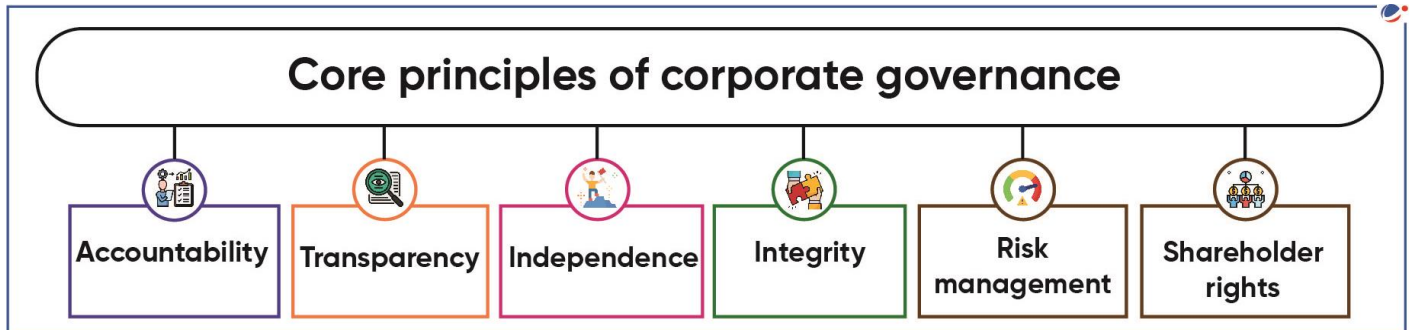 Core principles of corporate governance
Accountability
Transparency
Independence
Integrity
Risk
management
Shareholder
rights